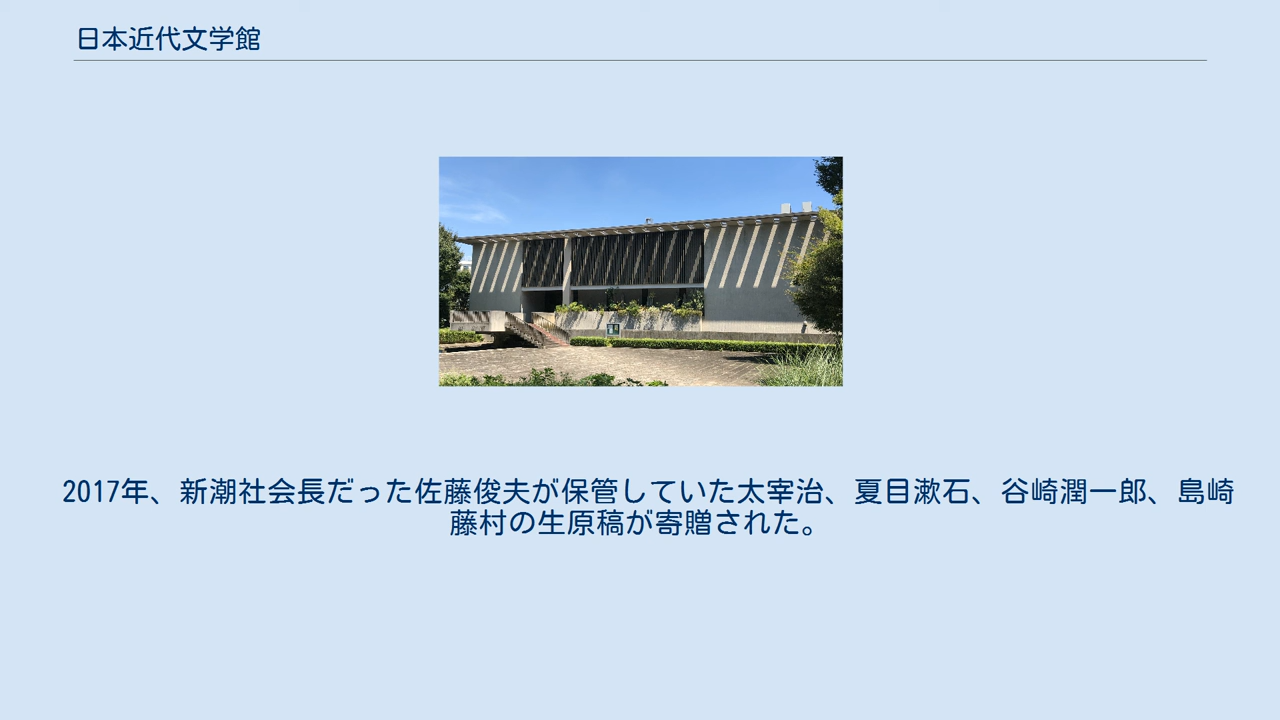 日本近代文学館
2017年、新潮社会長だった佐藤俊夫が保管していた太宰治、夏目漱石、谷崎潤一郎、島崎
藤村の生原稿が寄贈された。